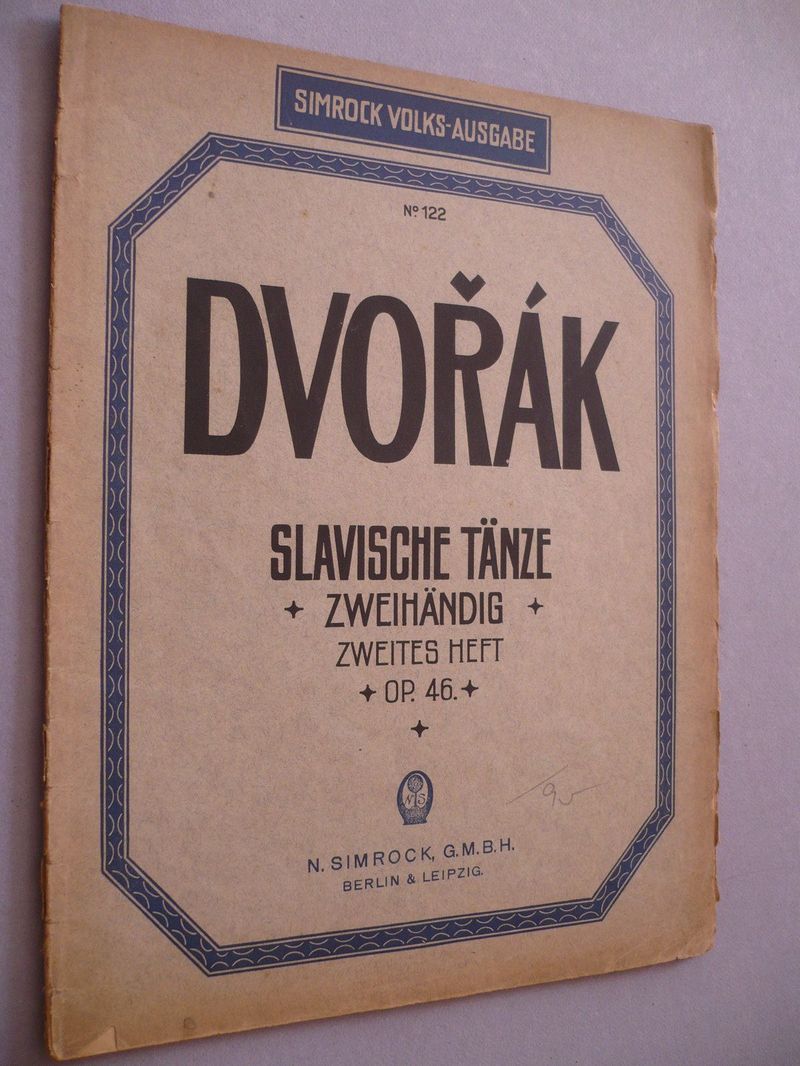 SIMROCK VOLKS-AUSGABE
Nº 122
DVOŘÁK
SLAVISCHE TÄNZE
ZWEIHÄNDIG
ZWEITES HEFT
OP. 46.
N S
N. SIMROCK, G.M.B.H.
BERLIN & LEIPZIG.